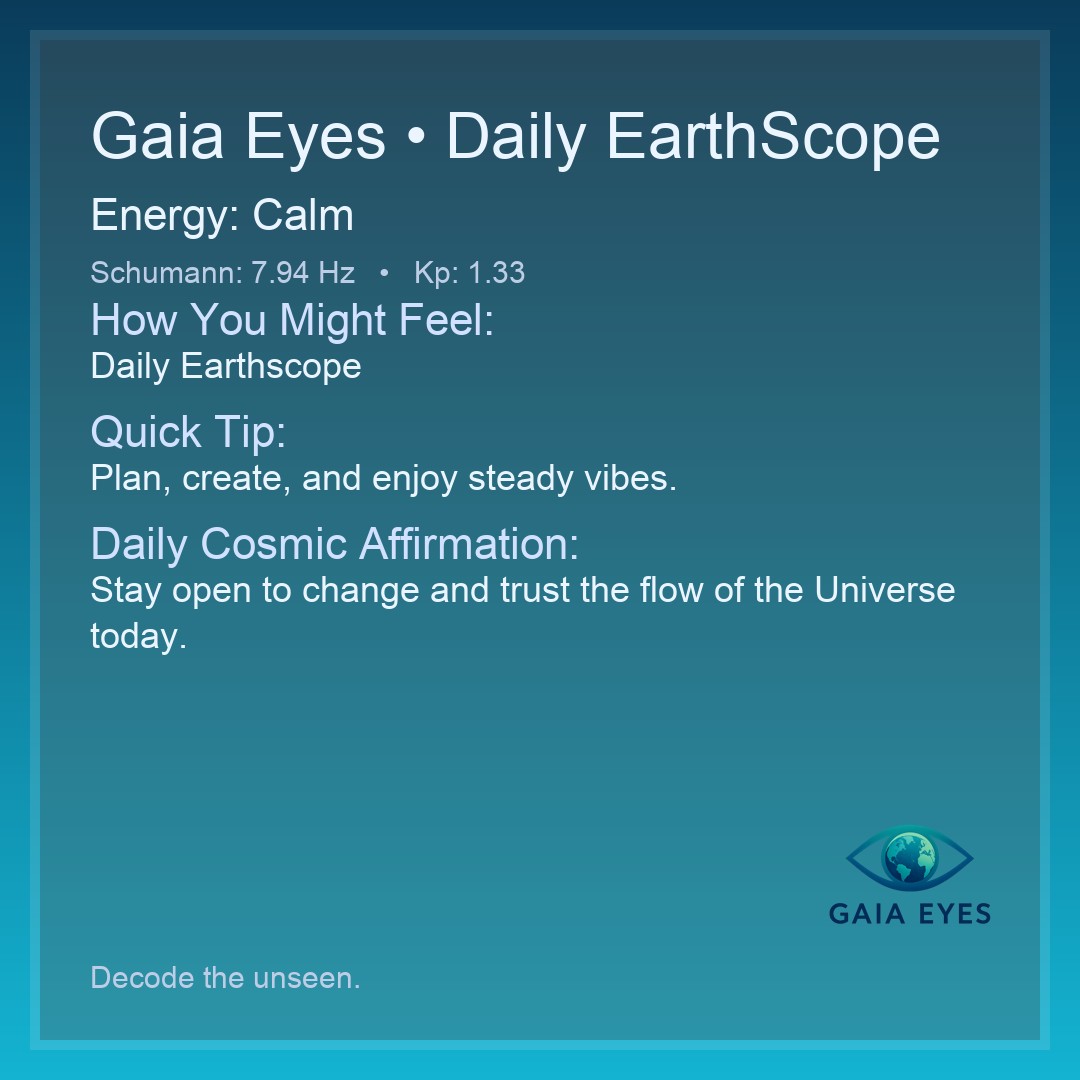 Gaia Eyes • Daily EarthScope
Energy: Calm
Schumann: 7.94 Hz • Kp: 1.33
How You Might Feel:
Daily Earthscope
Quick Tip:
Plan, create, and enjoy steady vibes.
Daily Cosmic Affirmation:
Stay open to change and trust the flow of the Universe
today.
GAIA EYES
Decode the unseen.